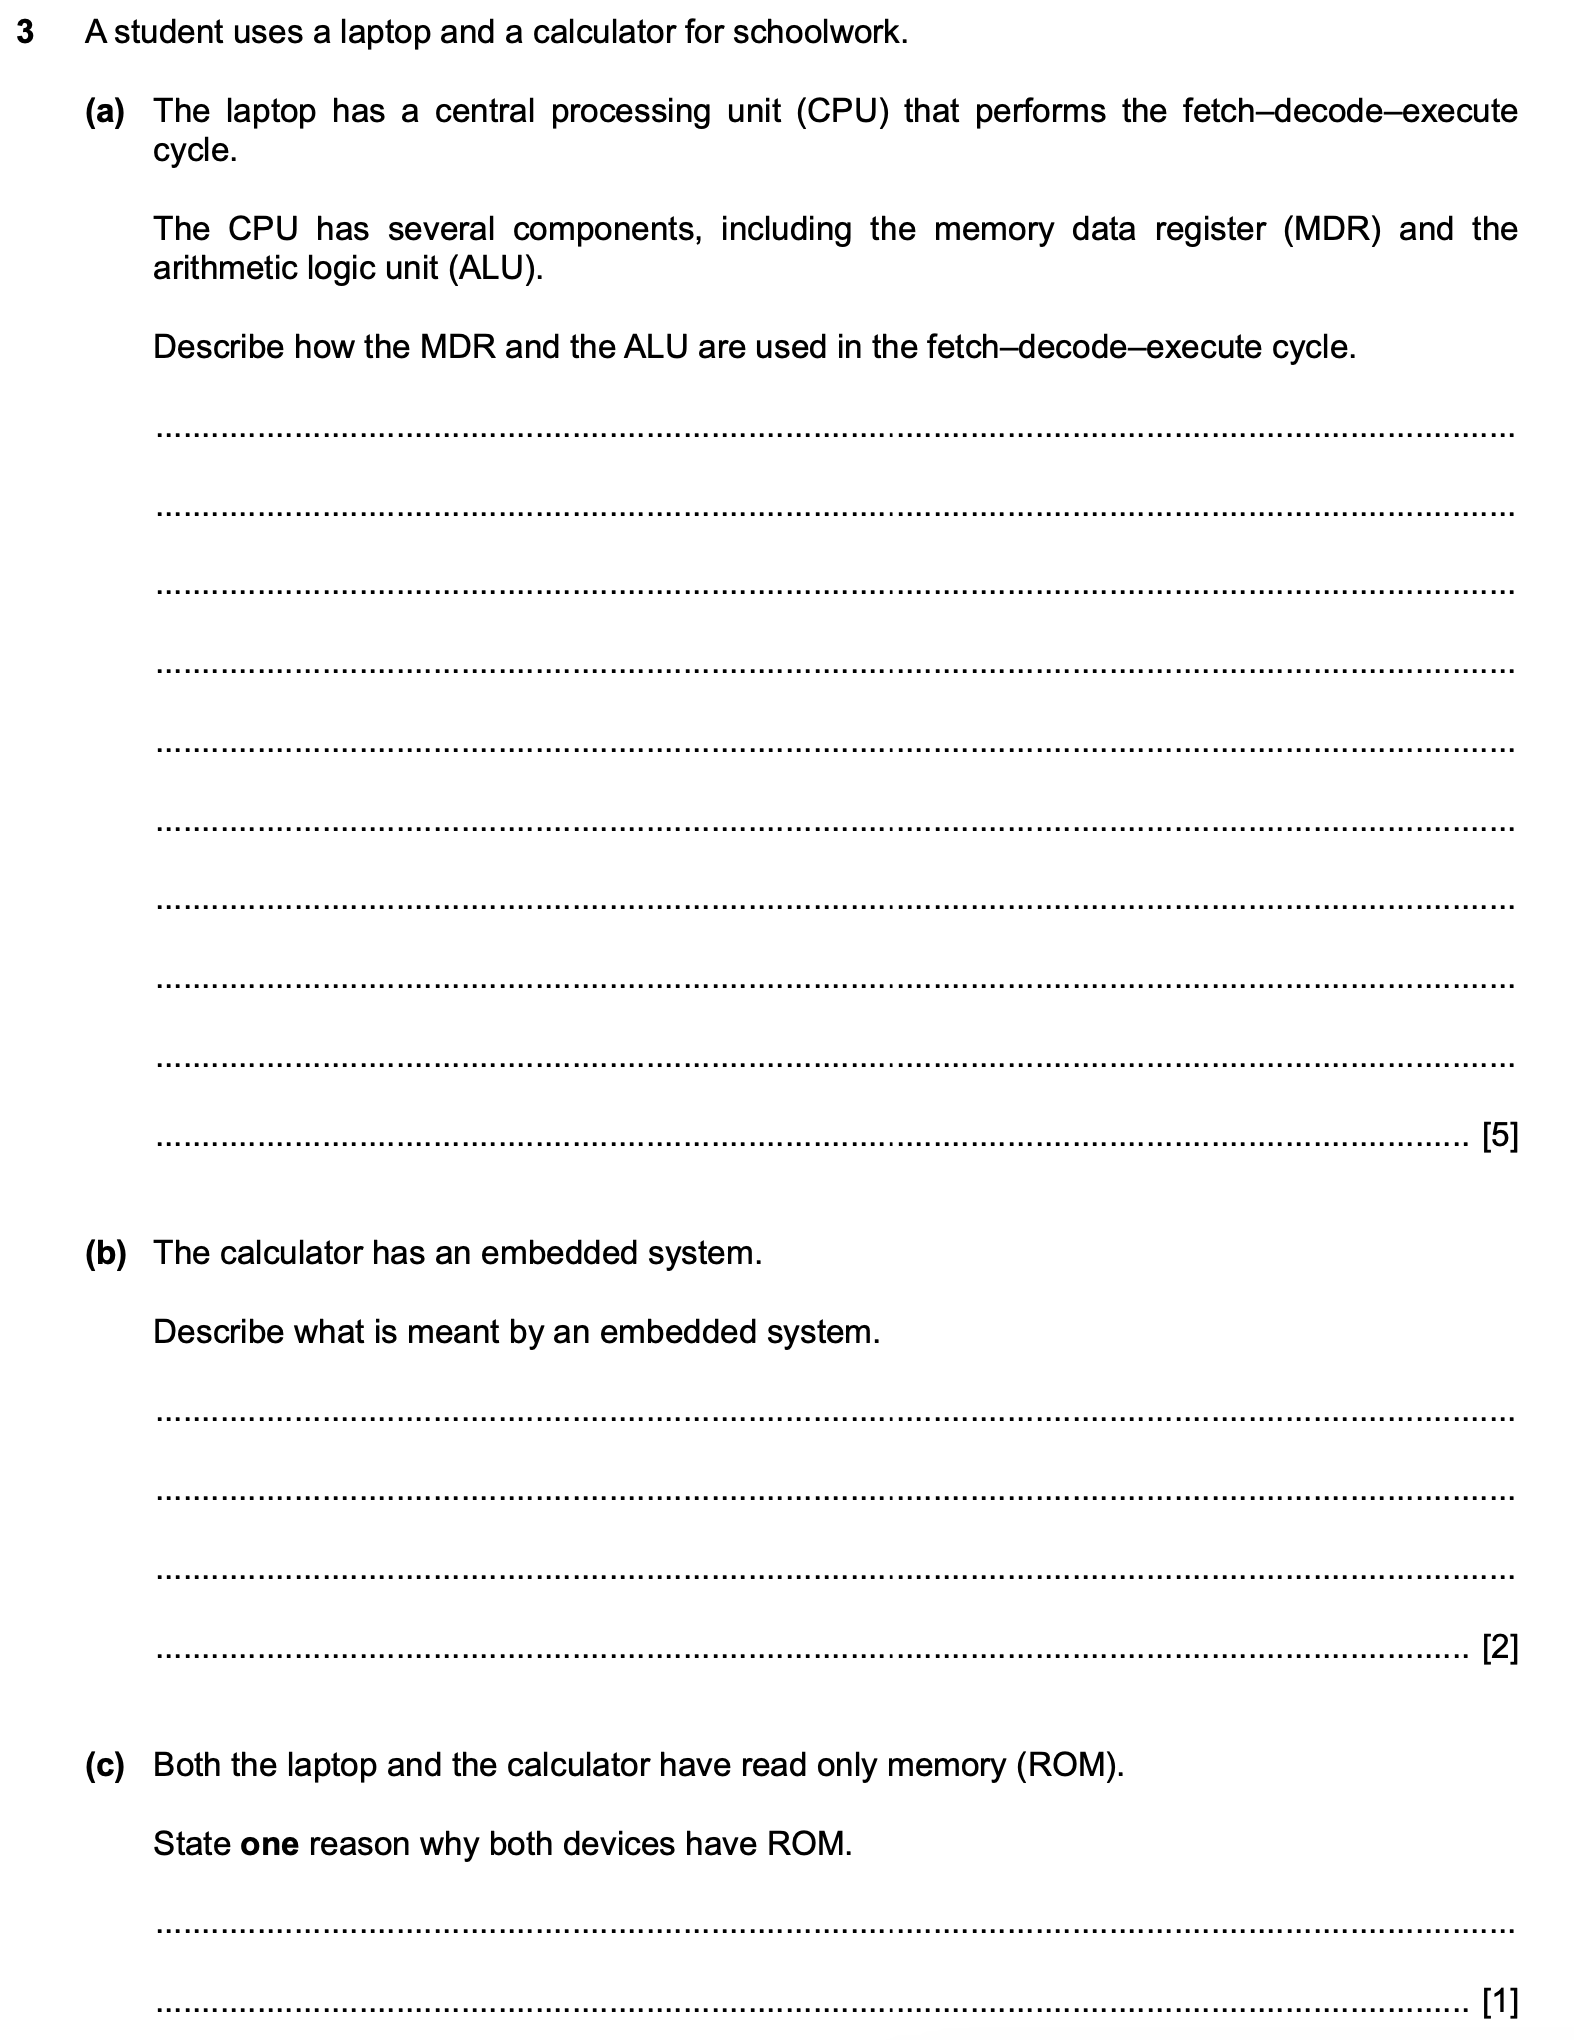 3 A student uses a laptop and a calculator for schoolwork.
(a) The laptop has a central processing unit (CPU) that performs the fetch–decode–execute
cycle.
The CPU has several components, including the memory data register (MDR) and the
arithmetic logic unit (ALU).
Describe how the MDR and the ALU are used in the fetch–decode–execute cycle.
[5]
(b) The calculator has an embedded system.
Describe what is meant by an embedded system.
[2]
(c) Both the laptop and the calculator have read only memory (ROM).
State one reason why both devices have ROM.
[1]